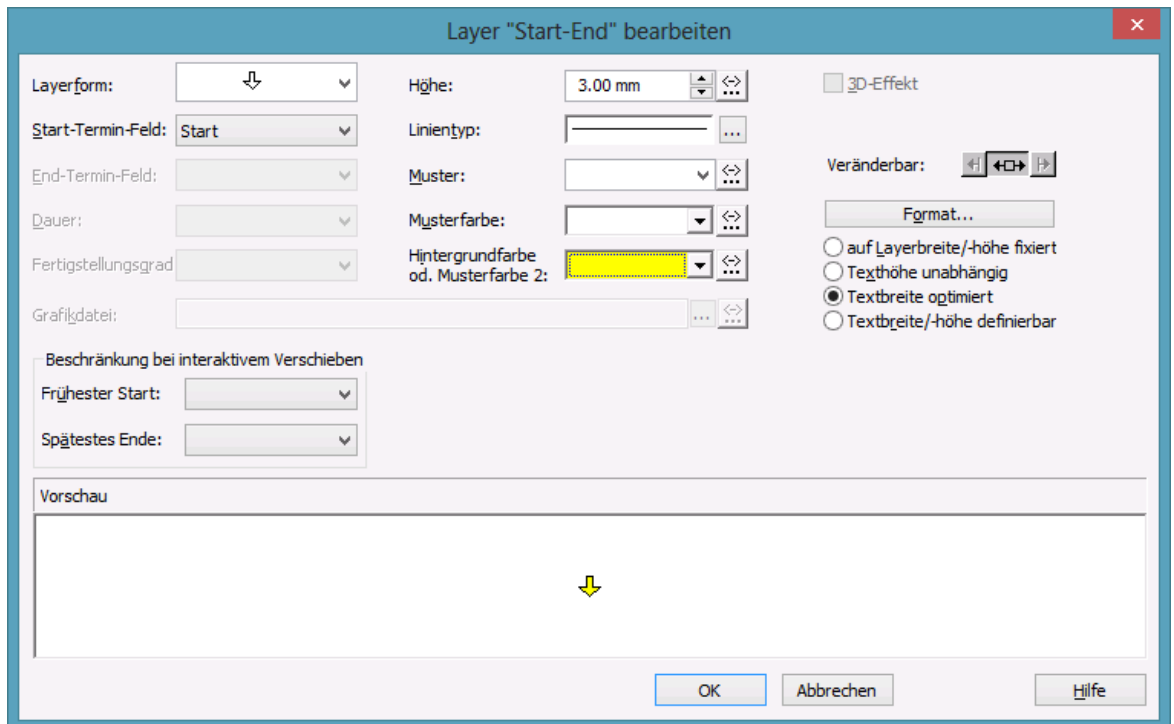 Layer "Start-End" bearbeiten
Layerform:
Start-Termin-Feld: Start
End-Termin-Feld:
Dauer:
Fertigstellungsgrad
Grafikdatei:
Höhe: 3.00 mm
Linientyp: ...
Muster:
Musterfarbe:
Hintergrundfarbe
od. Musterfarbe 2:
...
3D-Effekt
Veränderbar:
Format...
auf Layerbreite/-höhe fixiert
Texthöhe unabhängig
Textbreite optimiert
Textbreite/-höhe definierbar
Beschränkung bei interaktivem Verschieben
Frühester Start:
Spätestes Ende:
Vorschau
OK Abbrechen Hilfe